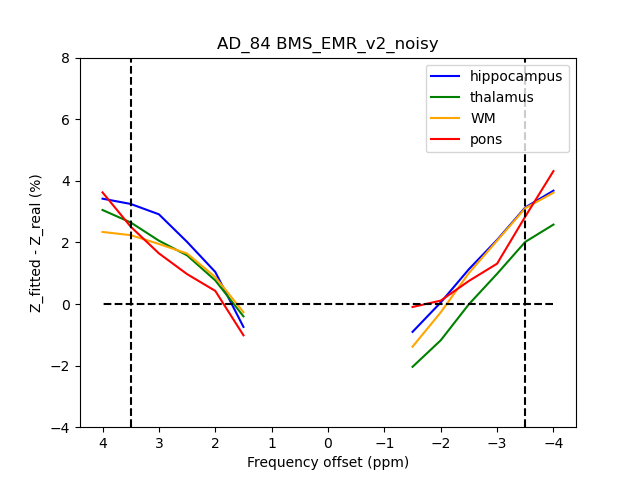 AD_84 BMS_EMR_v2_noisy
hippocampus
thalamus
WM
pons
Z_fitted - Z_real (%)
8
6
4
2
0
−2
−4
4 3 2 1 0 −1 −2 −3 −4
Frequency offset (ppm)